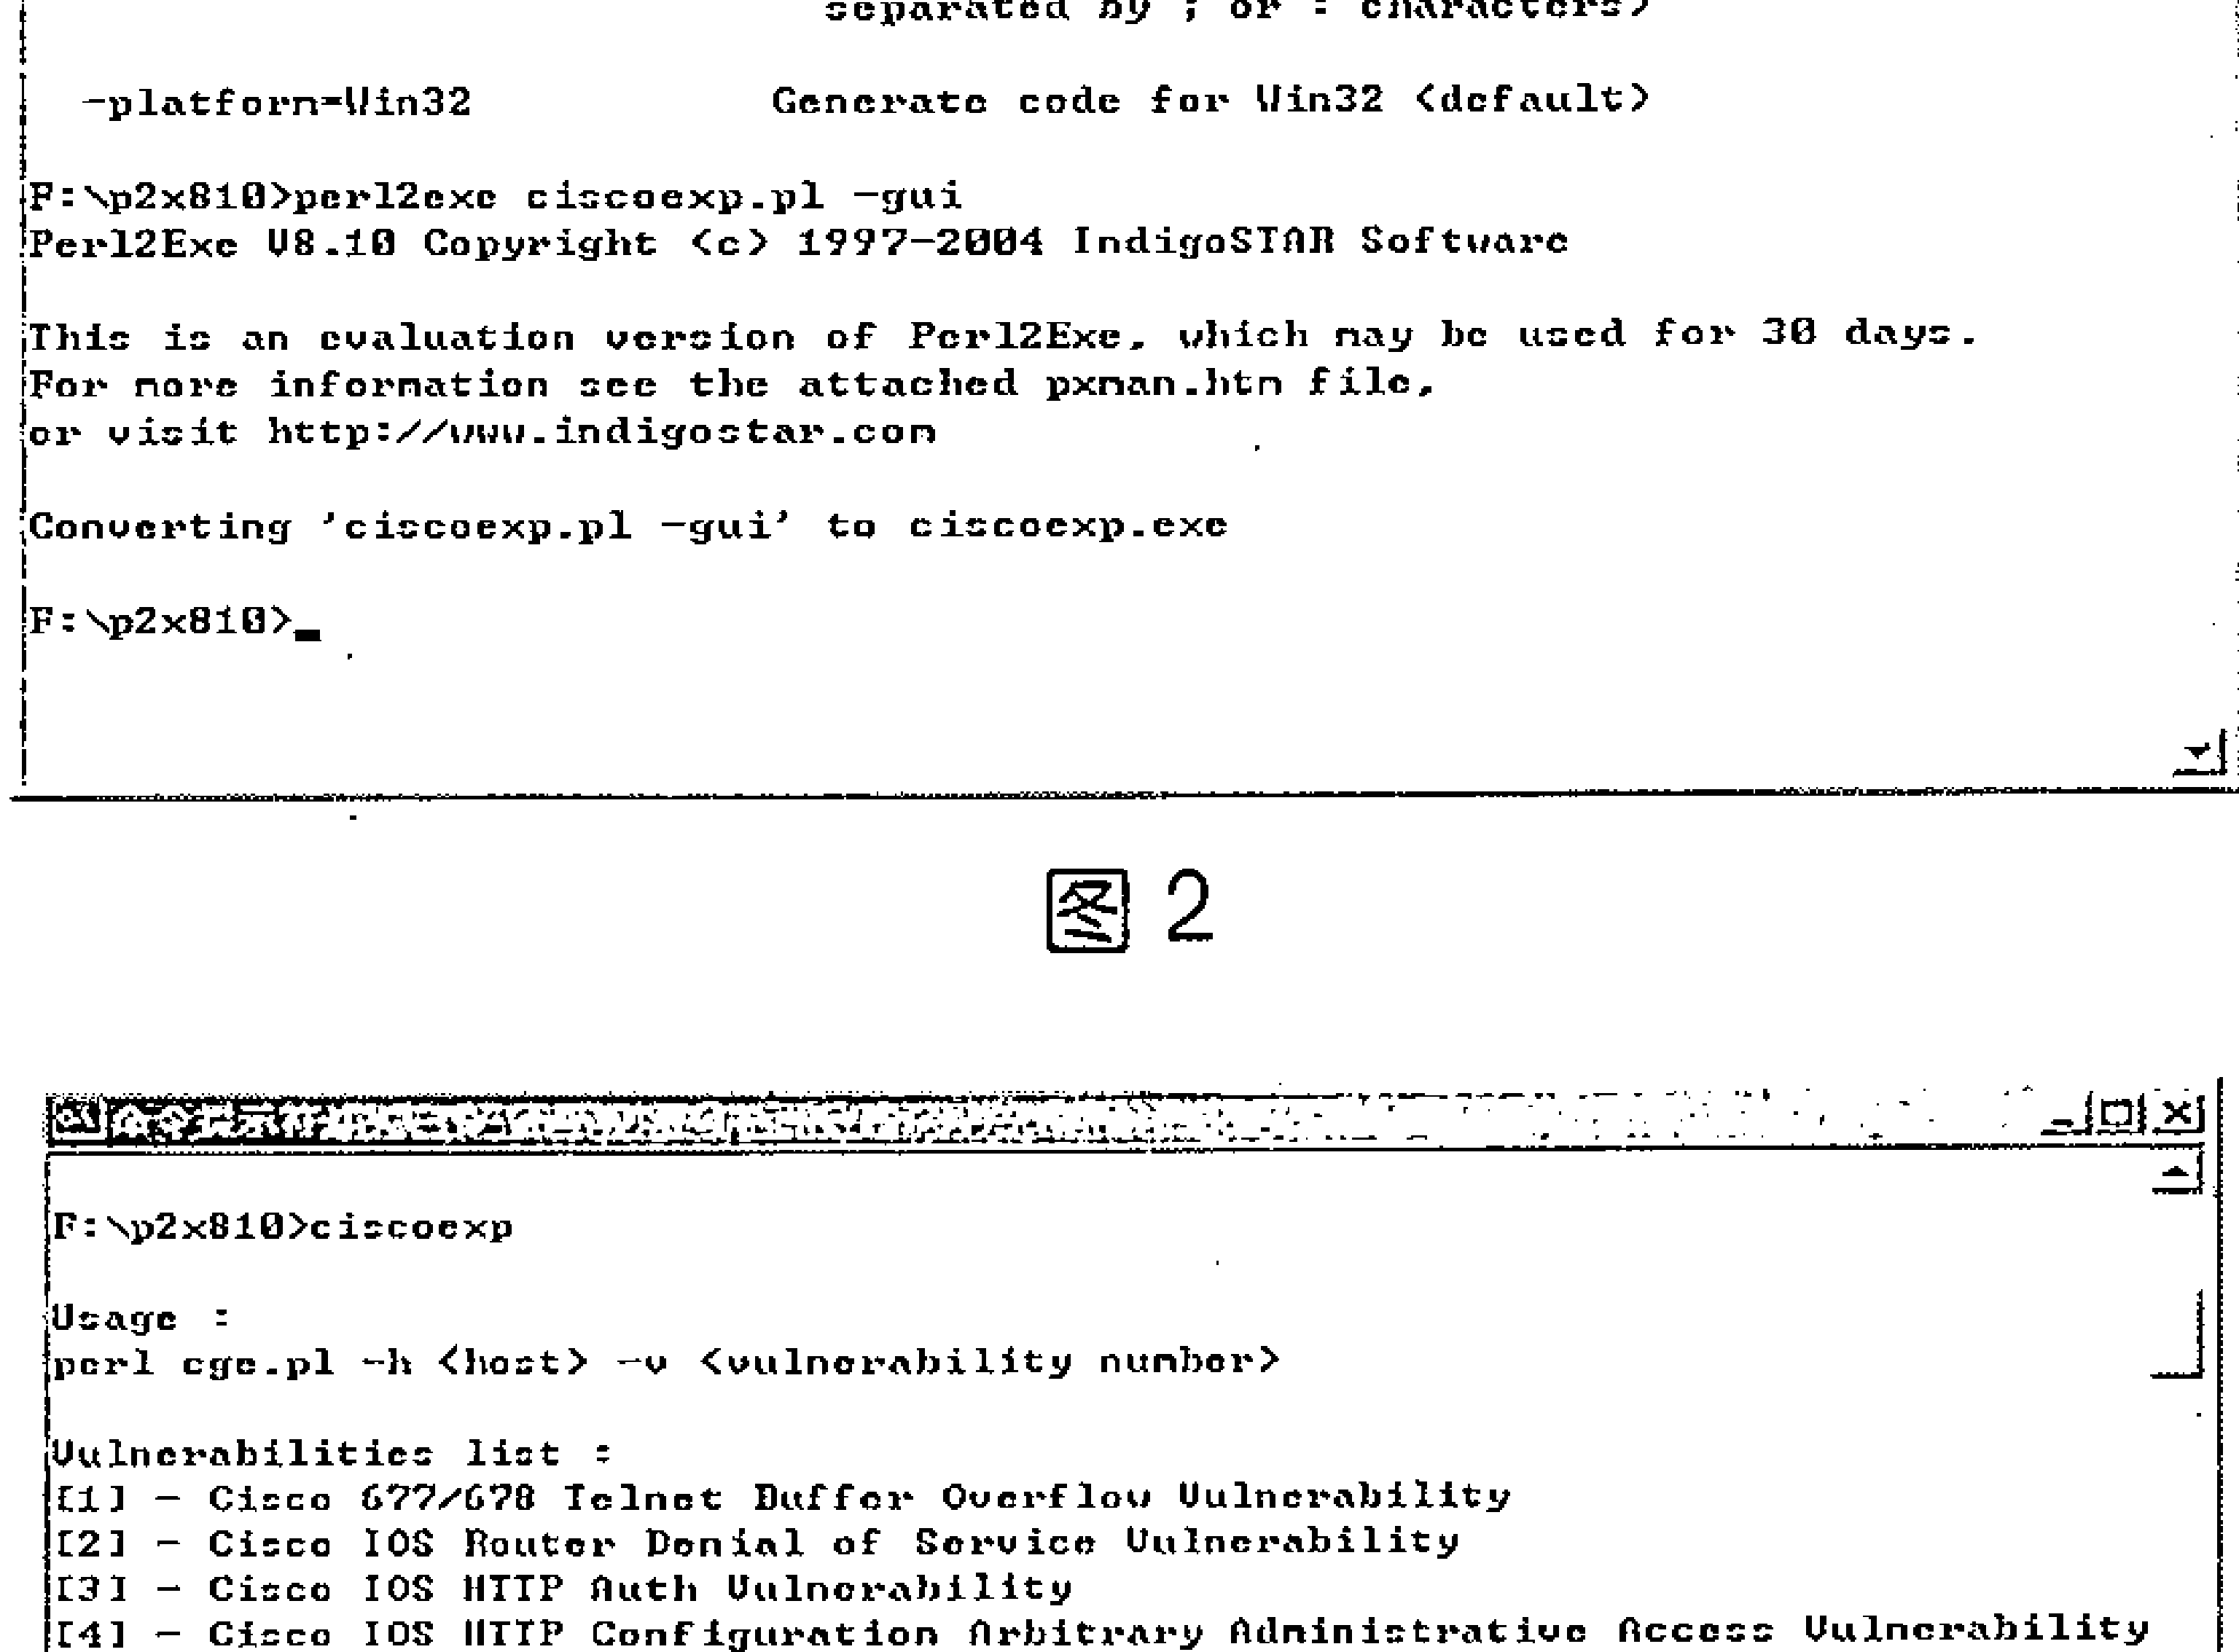 separated by ; or : characters)
-platform=Win32 Generate code for Win32 (default)
F:\p2x810>perl2exe ciscoexp.pl -gui
Perl2Exe V8.10 Copyright (c) 1997-2004 IndigoSTAR Software
This is an evaluation version of Perl2Exe, which may be used for 30 days.
For more information see the attached pxman.htm file,
or visit http://www.indigostar.com
Converting 'ciscoexp.pl -gui' to ciscoexp.exe
F:\p2x810>_
图 2
命令提示符
F:\p2x810>ciscoexp
Usage :
perl cge.pl -h <host> -v <vulnerability number>
Vulnerabilities list :
[1] - Cisco 677/678 Telnet Buffer Overflow Vulnerability
[2] - Cisco IOS Router Denial of Service Vulnerability
[3] - Cisco IOS HTTP Auth Vulnerability
[4] - Cisco IOS HTTP Configuration Arbitrary Administrative Access Vulnerability